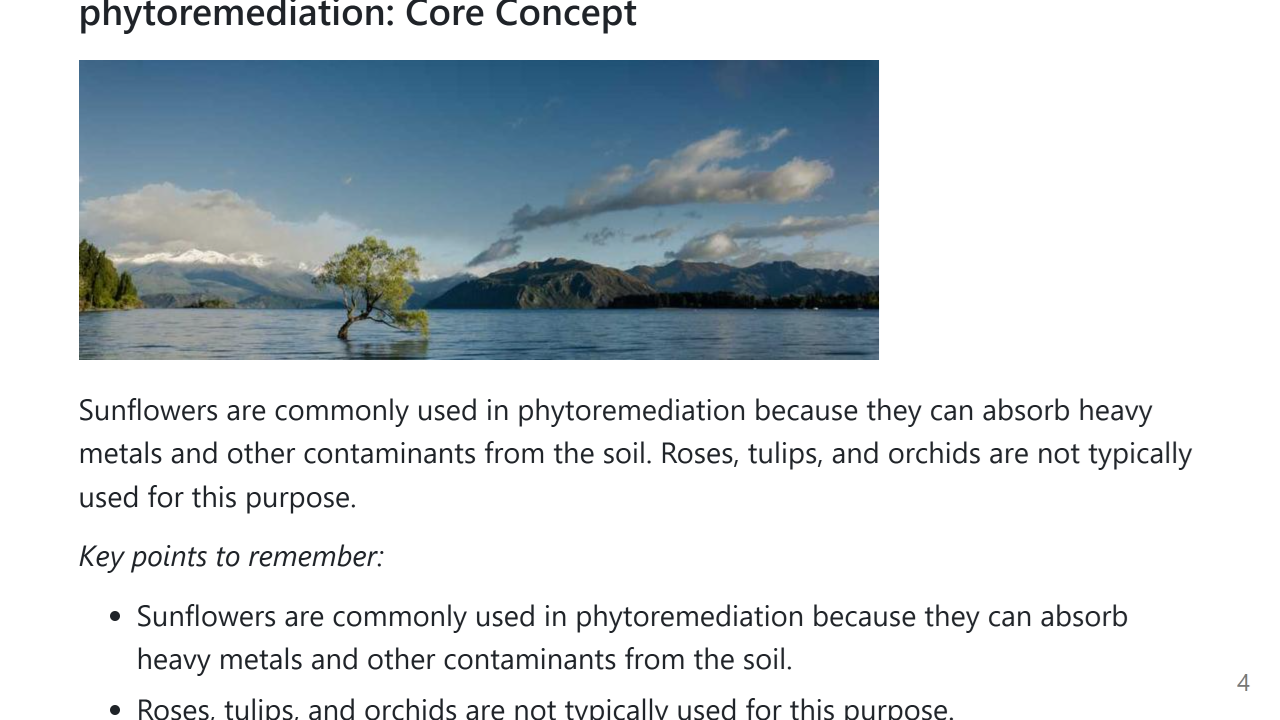 phytoremediation: Core Concept
Sunflowers are commonly used in phytoremediation because they can absorb heavy
metals and other contaminants from the soil. Roses, tulips, and orchids are not typically
used for this purpose.
Key points to remember:
• Sunflowers are commonly used in phytoremediation because they can absorb
heavy metals and other contaminants from the soil.
• Roses, tulips, and orchids are not typically used for this purpose.
4